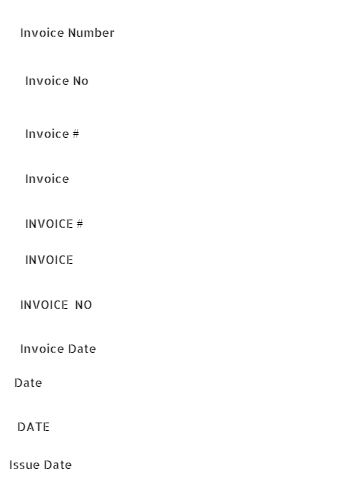 Invoice Number
Invoice No
Invoice #
Invoice
INVOICE #
INVOICE
INVOICE NO
Invoice Date
Date
DATE
Issue Date